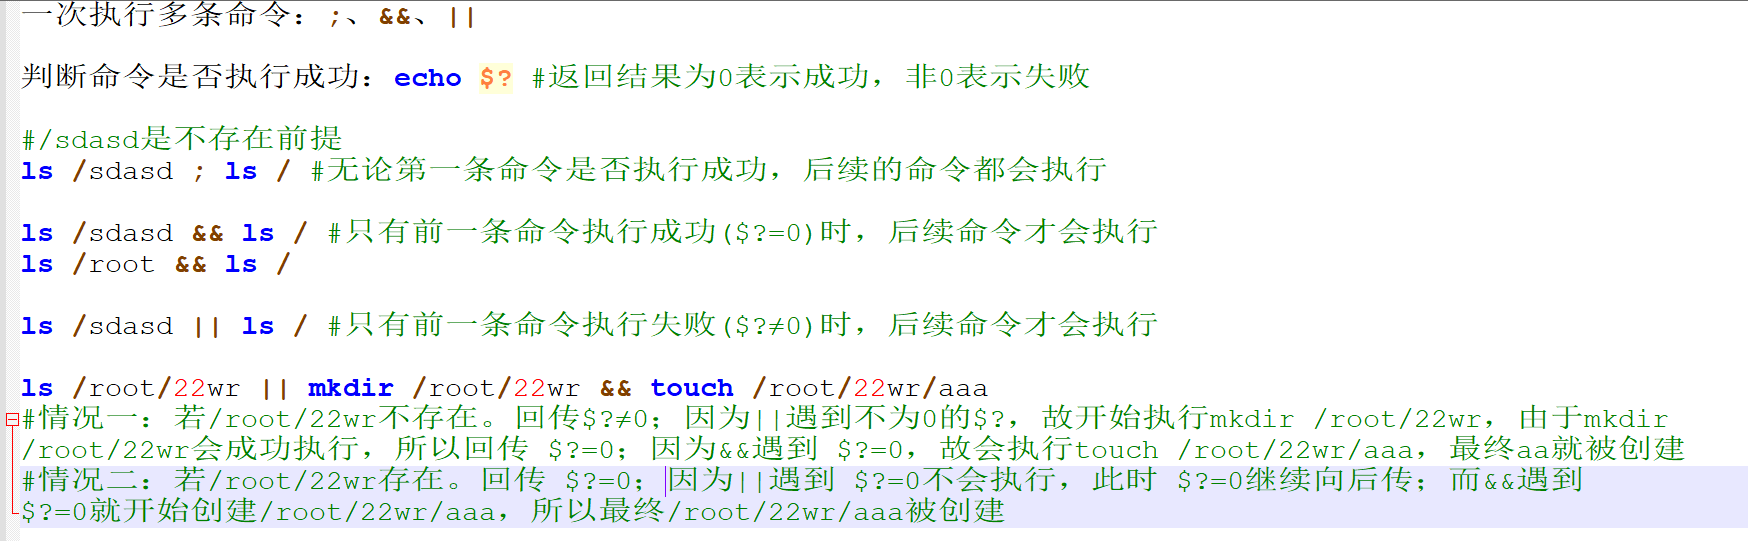 一次执行多条命令：;、&&、||
判断命令是否执行成功：echo $? #返回结果为0表示成功，非0表示失败
#/sdasd是不存在前提
ls /sdasd ; ls / #无论第一条命令是否执行成功，后续的命令都会执行
ls /sdasd && ls / #只有前一条命令执行成功($?=0)时，后续命令才会执行
ls /root && ls /
ls /sdasd || ls / #只有前一条命令执行失败($?≠0)时，后续命令才会执行
ls /root/22wr || mkdir /root/22wr && touch /root/22wr/aaa
#情况一：若/root/22wr不存在。回传$?≠0；因为||遇到不为0的$?，故开始执行mkdir /root/22wr，由于mkdir
/root/22wr会成功执行，所以回传 $?=0；因为&&遇到 $?=0，故会执行touch /root/22wr/aaa，最终aa就被创建
#情况二：若/root/22wr存在。回传 $?=0；因为||遇到 $?=0不会执行，此时 $?=0继续向后传；而&&遇到
$?=0就开始创建/root/22wr/aaa，所以最终/root/22wr/aaa被创建